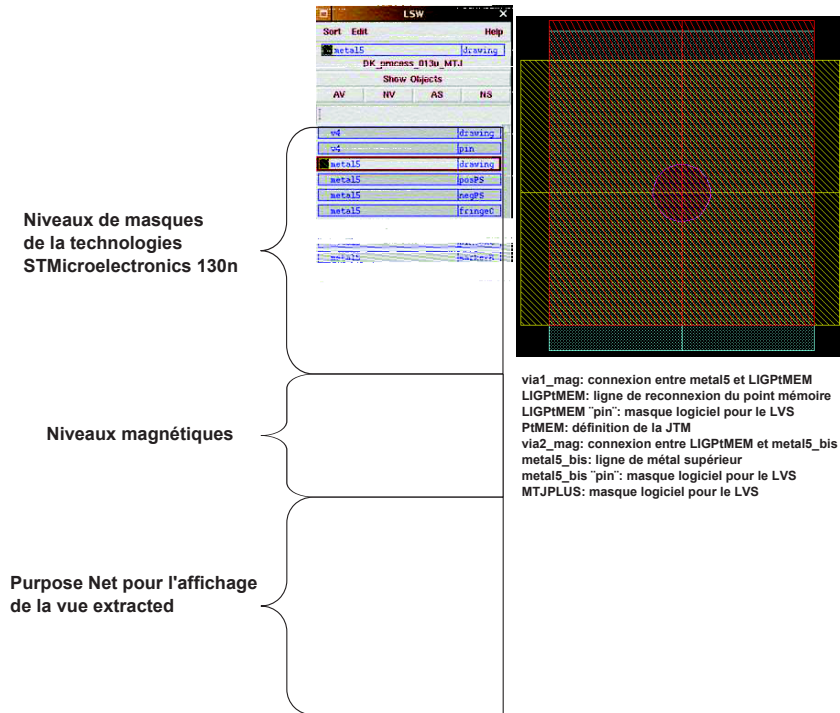 LSW
Sort Edit Help
metal5 drawing
DK_process_013u_MTJ
Show Objects
AV NV AS NS
v4 drawing
v4 pin
metal5 drawing
metal5 posPS
metal5 negPS
metal5 fringeC
metal5 markerR
Niveaux de masques
de la technologies
STMicroelectronics 130n
Niveaux magnétiques
Purpose Net pour l'affichage
de la vue extracted
via1_mag: connexion entre metal5 et LIGPtMEM
LIGPtMEM: ligne de reconnexion du point mémoire
LIGPtMEM ¨pin¨: masque logiciel pour le LVS
PtMEM: définition de la JTM
via2_mag: connexion entre LIGPtMEM et metal5_bis
metal5_bis: ligne de métal supérieur
metal5_bis ¨pin¨: masque logiciel pour le LVS
MTJPLUS: masque logiciel pour le LVS